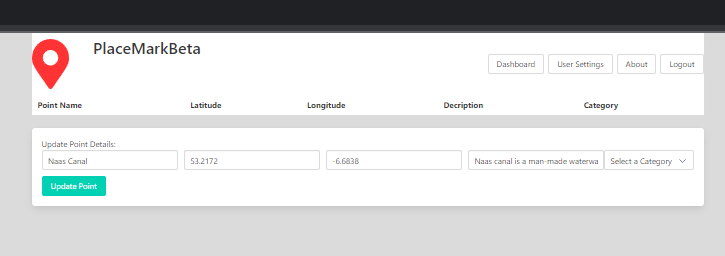 PlaceMarkBeta
Dashboard User Settings About Logout
Point Name Latitude Longitude Decription Category
Update Point Details:
Naas Canal 53.2172 -6.6838 Naas canal is a man-made waterwa Select a Category
Update Point